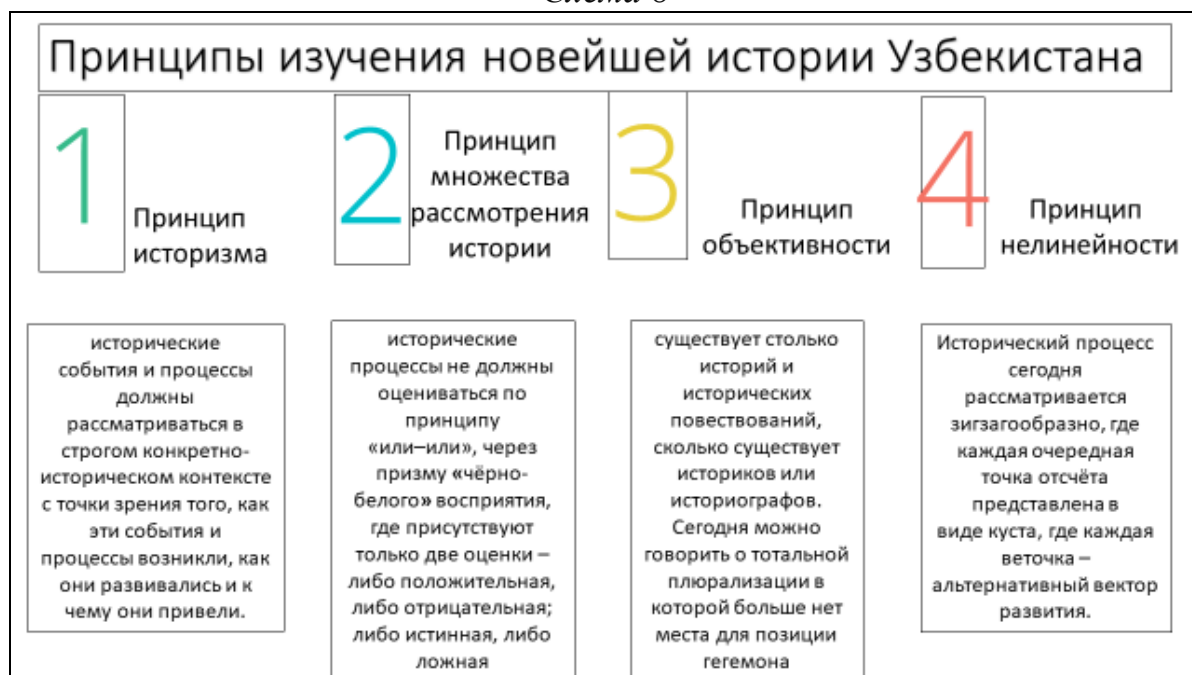 Принципы изучения новейшей истории Узбекистана
1
Принцип
историзма
2
Принцип
множества
рассмотрения
истории
3
Принцип
объективности
4
Принцип
нелинейности
исторические
события и процессы
должны
рассматриваться в
строгом конкретно-
историческом контексте
с точки зрения того, как
эти события и
процессы возникли, как
они развивались и к
чему они привели.
исторические
процессы не должны
оцениваться по
принципу
«или–или», через
призму «чёрно-
белого» восприятия,
где присутствуют
только две оценки –
либо положительная,
либо отрицательная;
либо истинная, либо
ложная
существует столько
историй и
исторических
повествований,
сколько существует
историков или
историографов.
Сегодня можно
говорить о тотальной
плюрализации в
которой больше нет
места для позиции
гегемона
Исторический процесс
сегодня
рассматривается
зигзагообразно, где
каждая очередная
точка отсчёта
представлена в
виде куста, где каждая
веточка –
альтернативный вектор
развития.